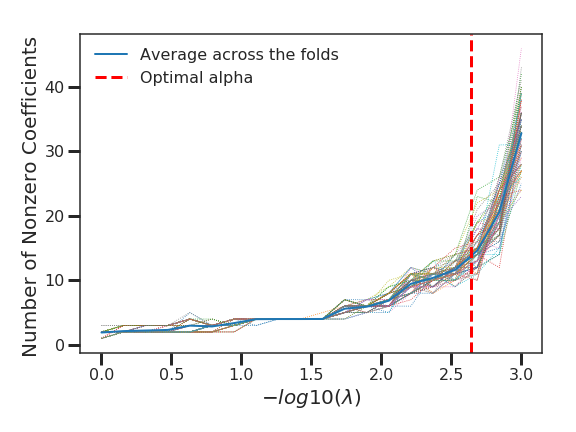 Average across the folds
Optimal alpha
Number of Nonzero Coefficients
40
30
20
10
0
0.0 0.5 1.0 1.5 2.0 2.5 3.0
−log10(λ)